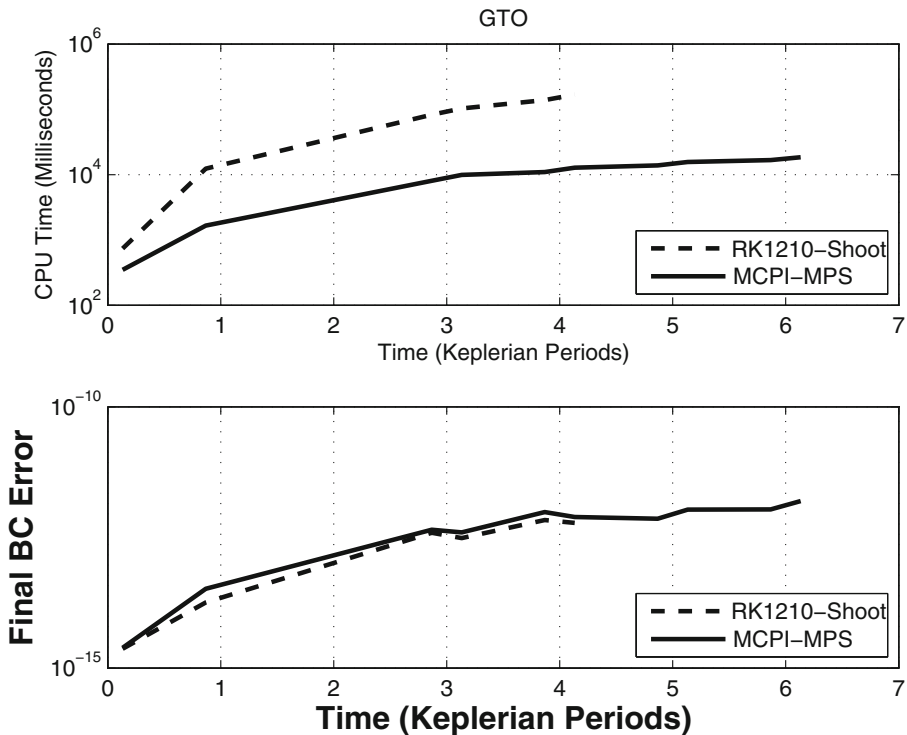 GTO
10^6
10^4
10^2
CPU Time (Milliseconds)
RK1210−Shoot
MCPI−MPS
0 1 2 3 4 5 6 7
Time (Keplerian Periods)
10^−10
10^−15
Final BC Error
RK1210−Shoot
MCPI−MPS
0 1 2 3 4 5 6 7
Time (Keplerian Periods)